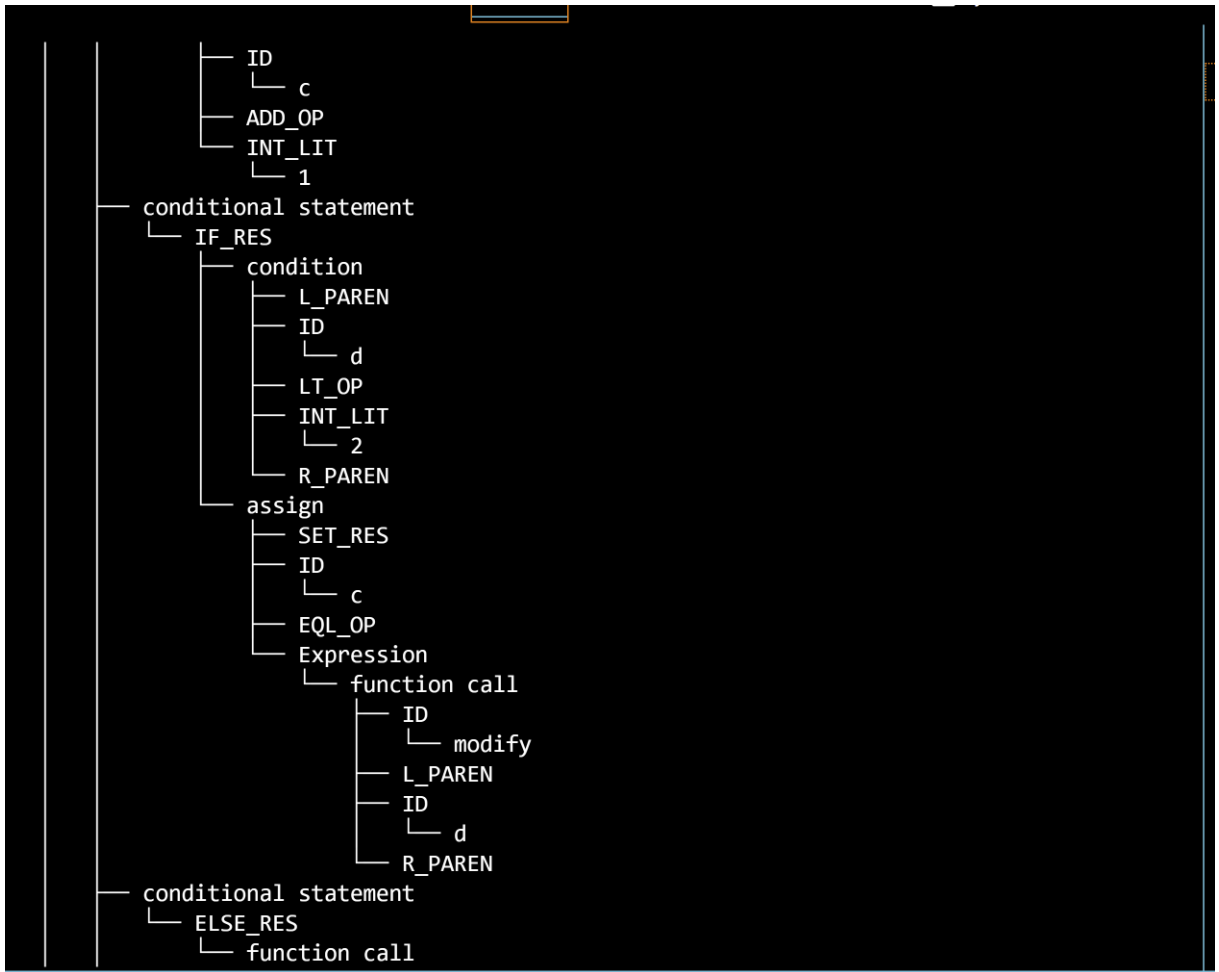 ID
c
ADD_OP
INT_LIT
1
conditional statement
IF_RES
condition
L_PAREN
ID
d
LT_OP
INT_LIT
2
R_PAREN
assign
SET_RES
ID
c
EQL_OP
Expression
function call
ID
modify
L_PAREN
ID
d
R_PAREN
conditional statement
ELSE_RES
function call